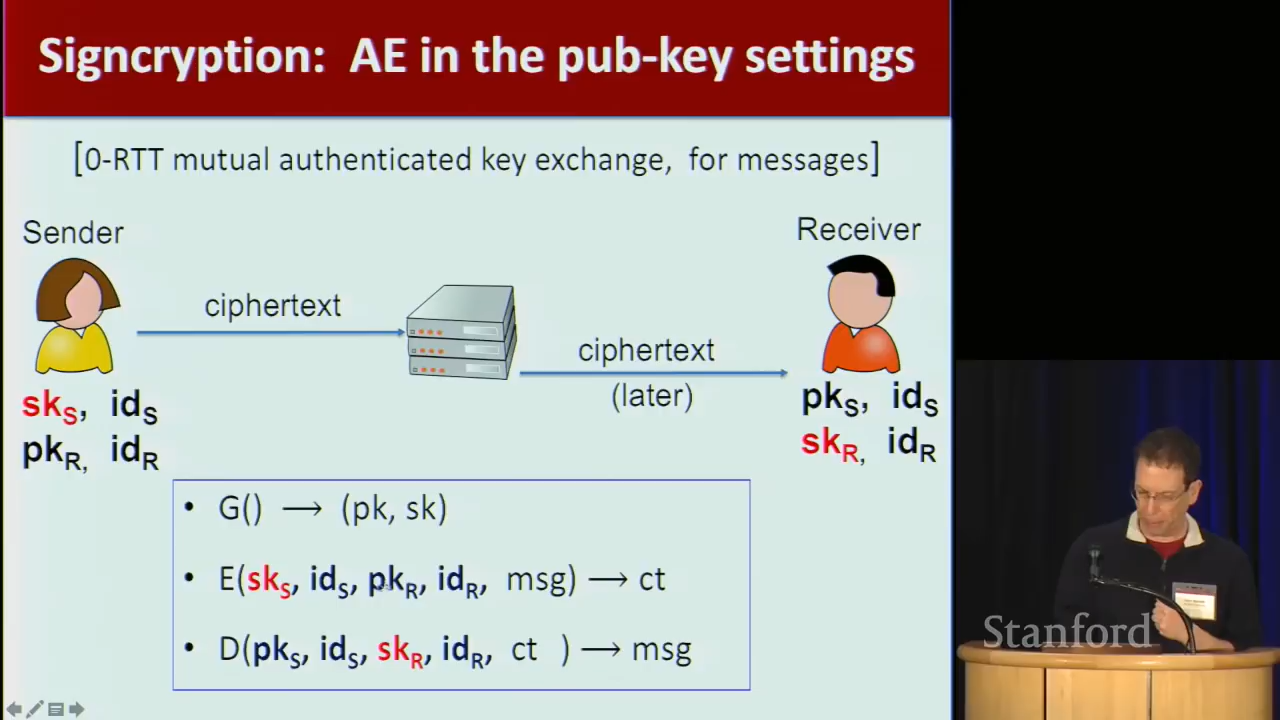 Signcryption: AE in the pub-key settings
[0-RTT mutual authenticated key exchange, for messages]
Sender
Receiver
ciphertext
ciphertext
(later)
skS, idS
pkR, idR
pkS, idS
skR, idR
• G() ⟶ (pk, sk)
• E(skS, idS, pkR, idR, msg) ⟶ ct
• D(pkS, idS, skR, idR, ct ) ⟶ msg
Stanford